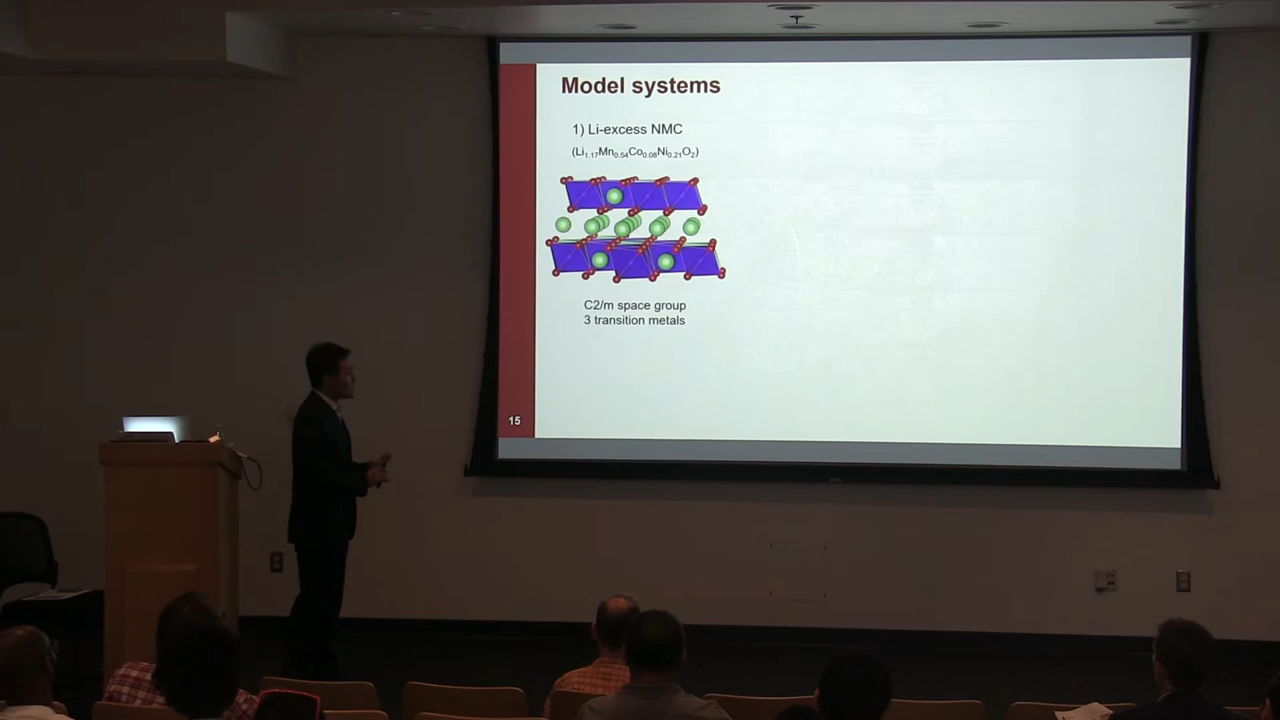 Model systems
1) Li-excess NMC
(Li₁.₁₇Mn₀.₅₄Co₀.₀₈Ni₀.₂₁O₂)
C2/m space group
3 transition metals
15